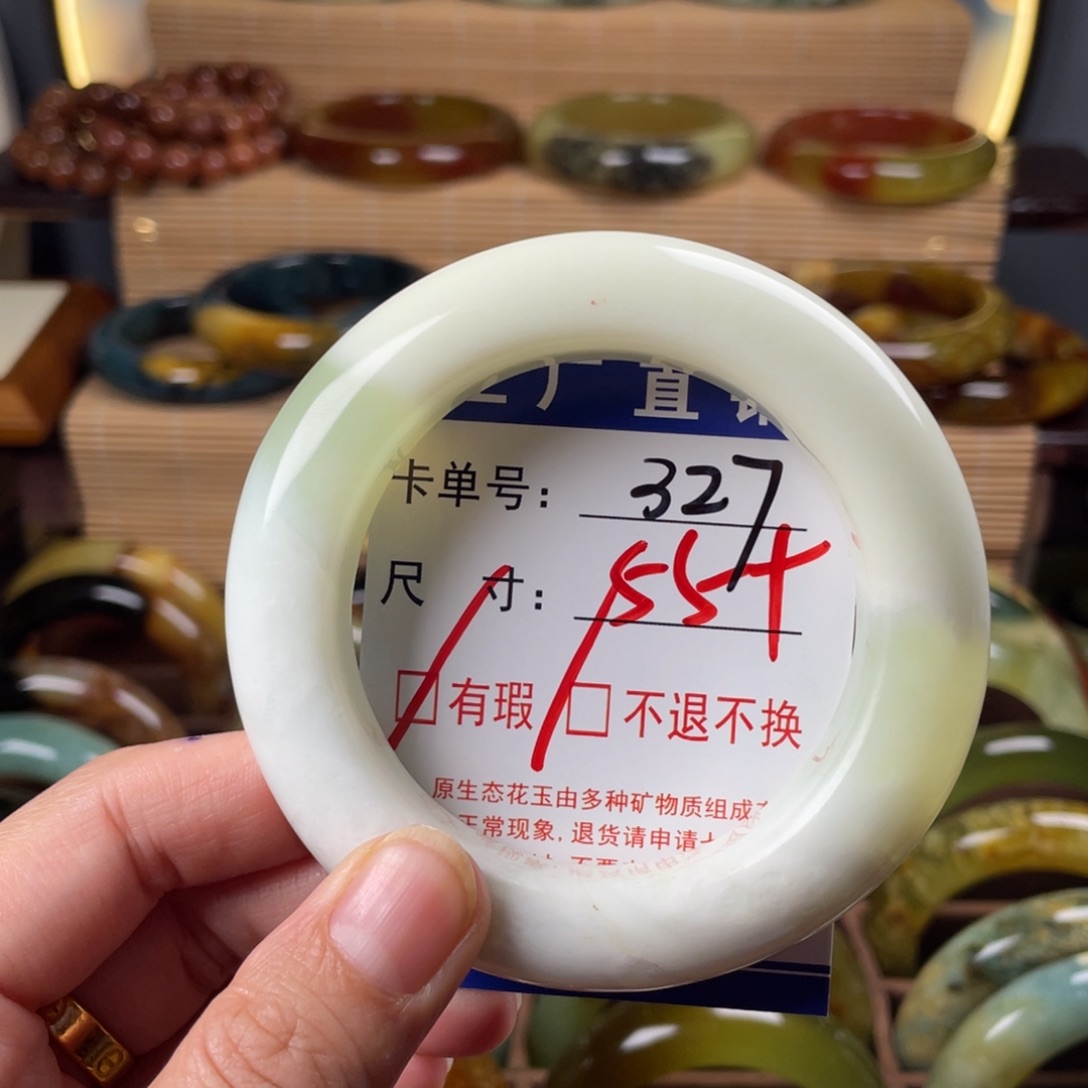 工厂直销
卡单号： 327
尺 寸： 55+
有瑕 不退不换
原生态花玉由多种矿物质组成
正常现象，退货请申请七